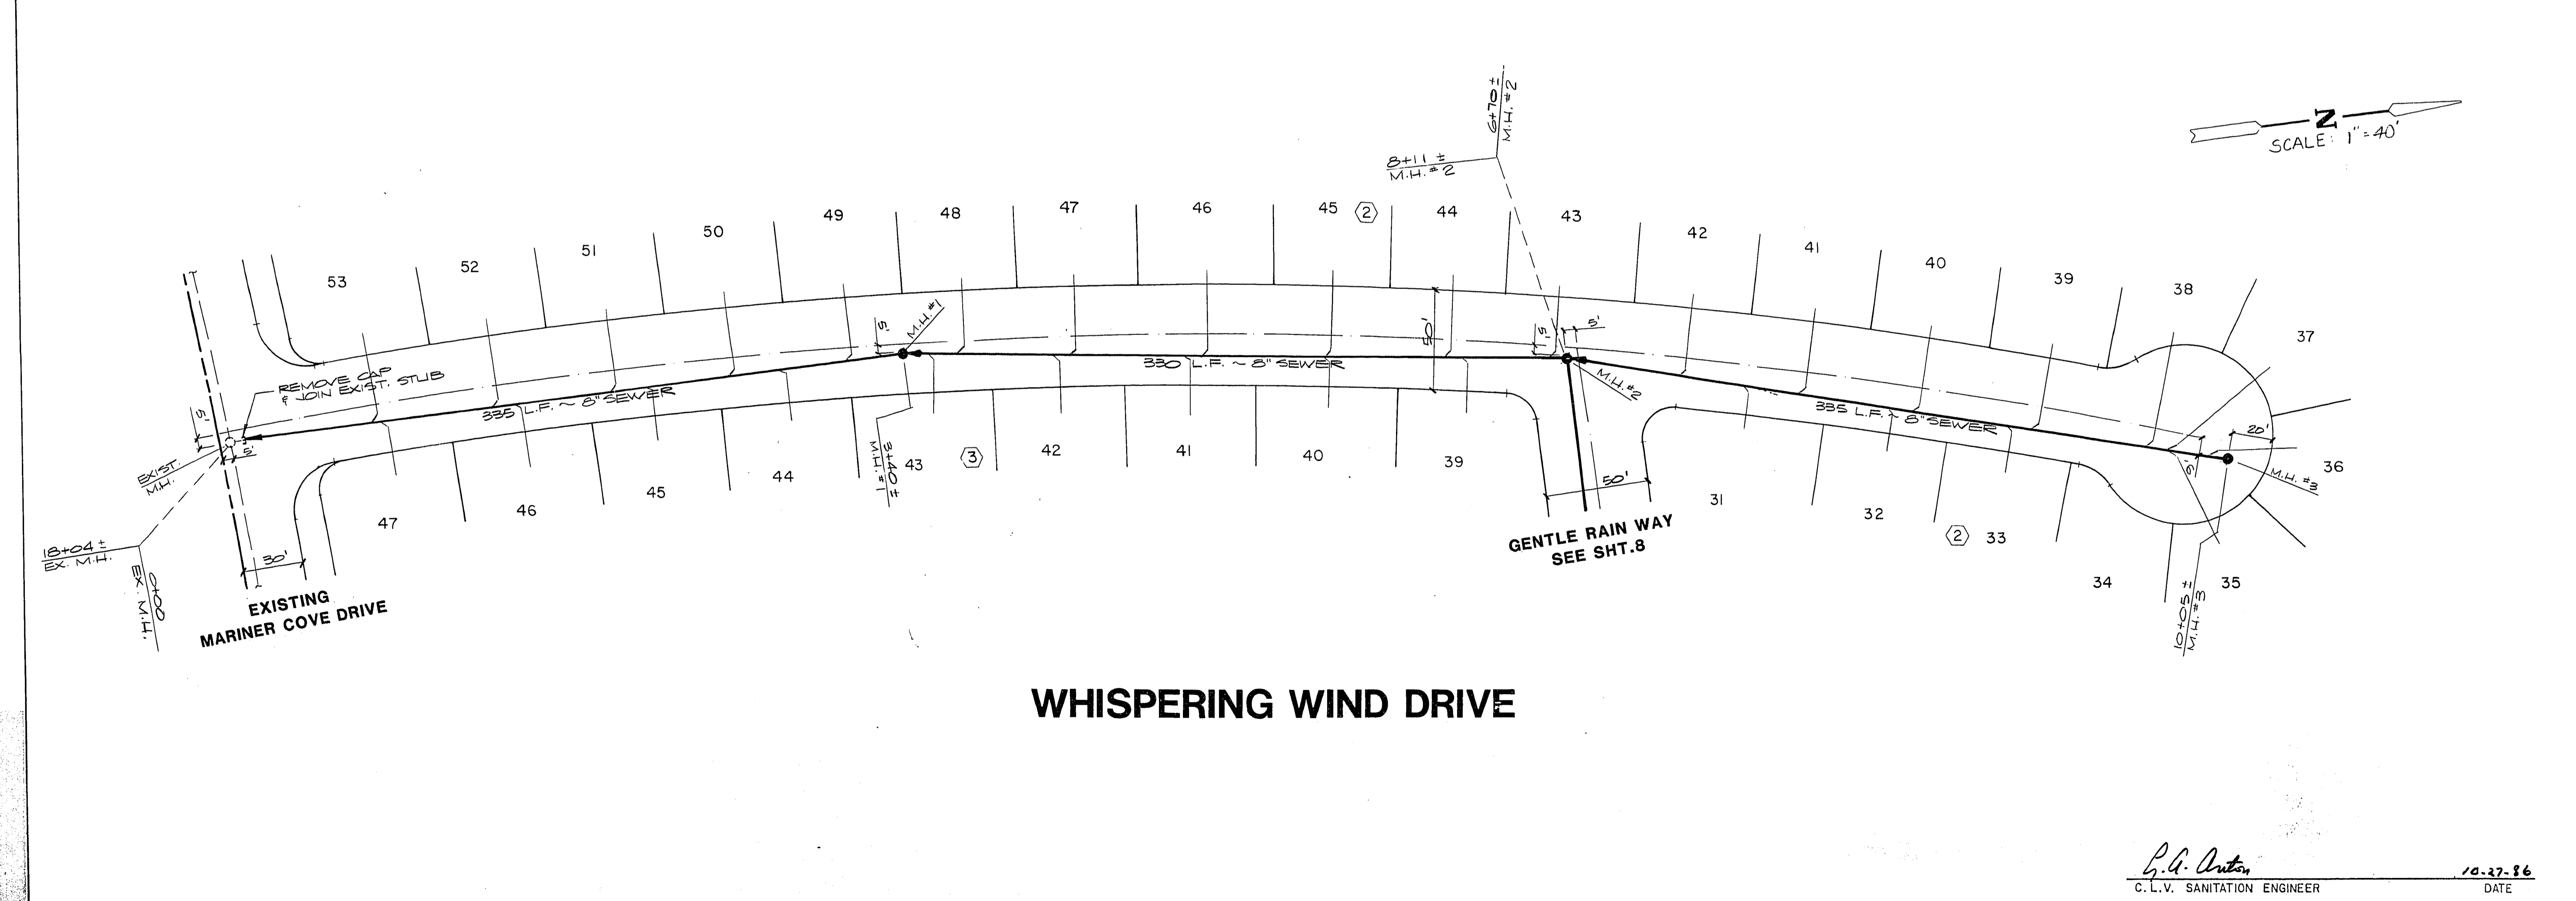 6+70 ±
M.H. #2
8+11 ±
M.H. #2
N
SCALE: 1"=40'
53
52
51
50
49
48
47
46
45
2
44
43
42
41
40
39
38
37
36
5'
M.H. #1
50'
5'
5'
M.H. #2
REMOVE CAP
& JOIN EXIST. STUB
335 L.F. ~ 8" SEWER
330 L.F. ~ 8" SEWER
335 L.F. ~ 8" SEWER
20'
6'
M.H. #3
5'
5'
EXIST.
M.H.
18+04 ±
EX. M.H.
0+00
EX. M.H.
30'
EXISTING
MARINER COVE DRIVE
47
46
45
44
3+40 ±
M.H. #1
43
3
42
41
40
39
50'
GENTLE RAIN WAY
SEE SHT.8
31
32
2
33
34
35
10+05 ±
M.H. #3
WHISPERING WIND DRIVE
G.A. Anton
10-27-86
C.L.V. SANITATION ENGINEER
DATE